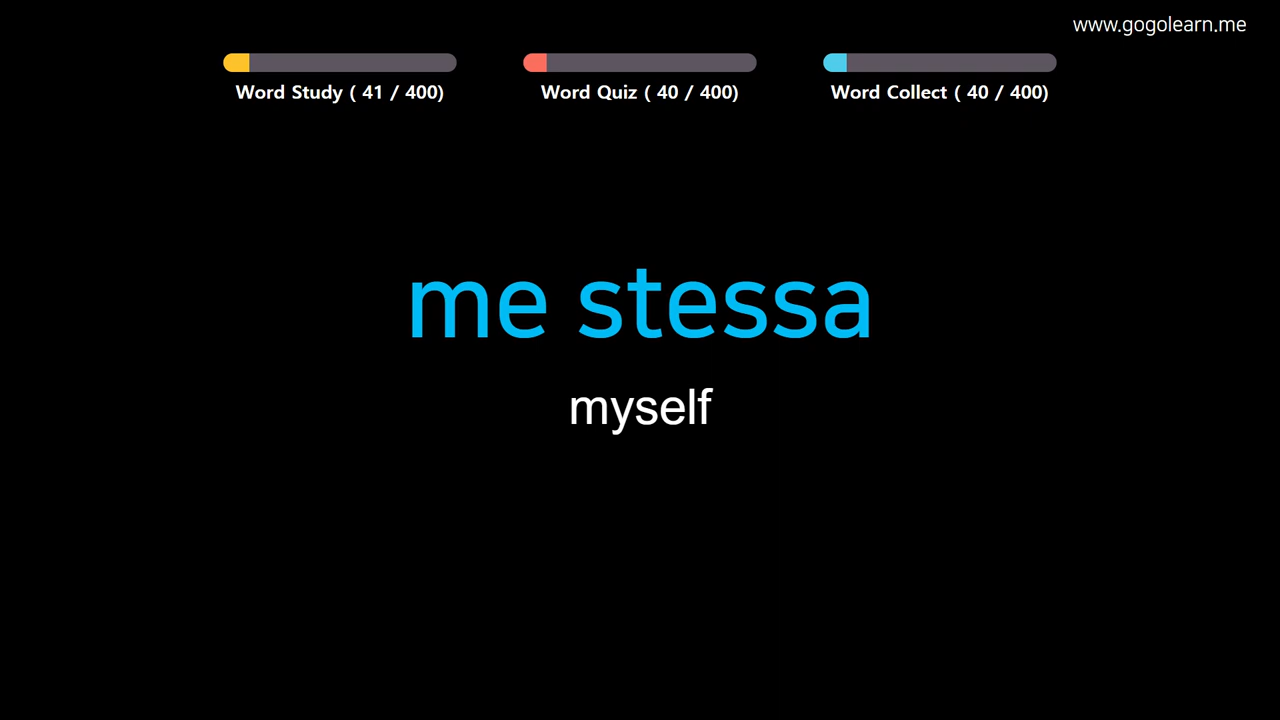 www.gogolearn.me
Word Study ( 41 / 400)
Word Quiz ( 40 / 400)
Word Collect ( 40 / 400)
me stessa
myself